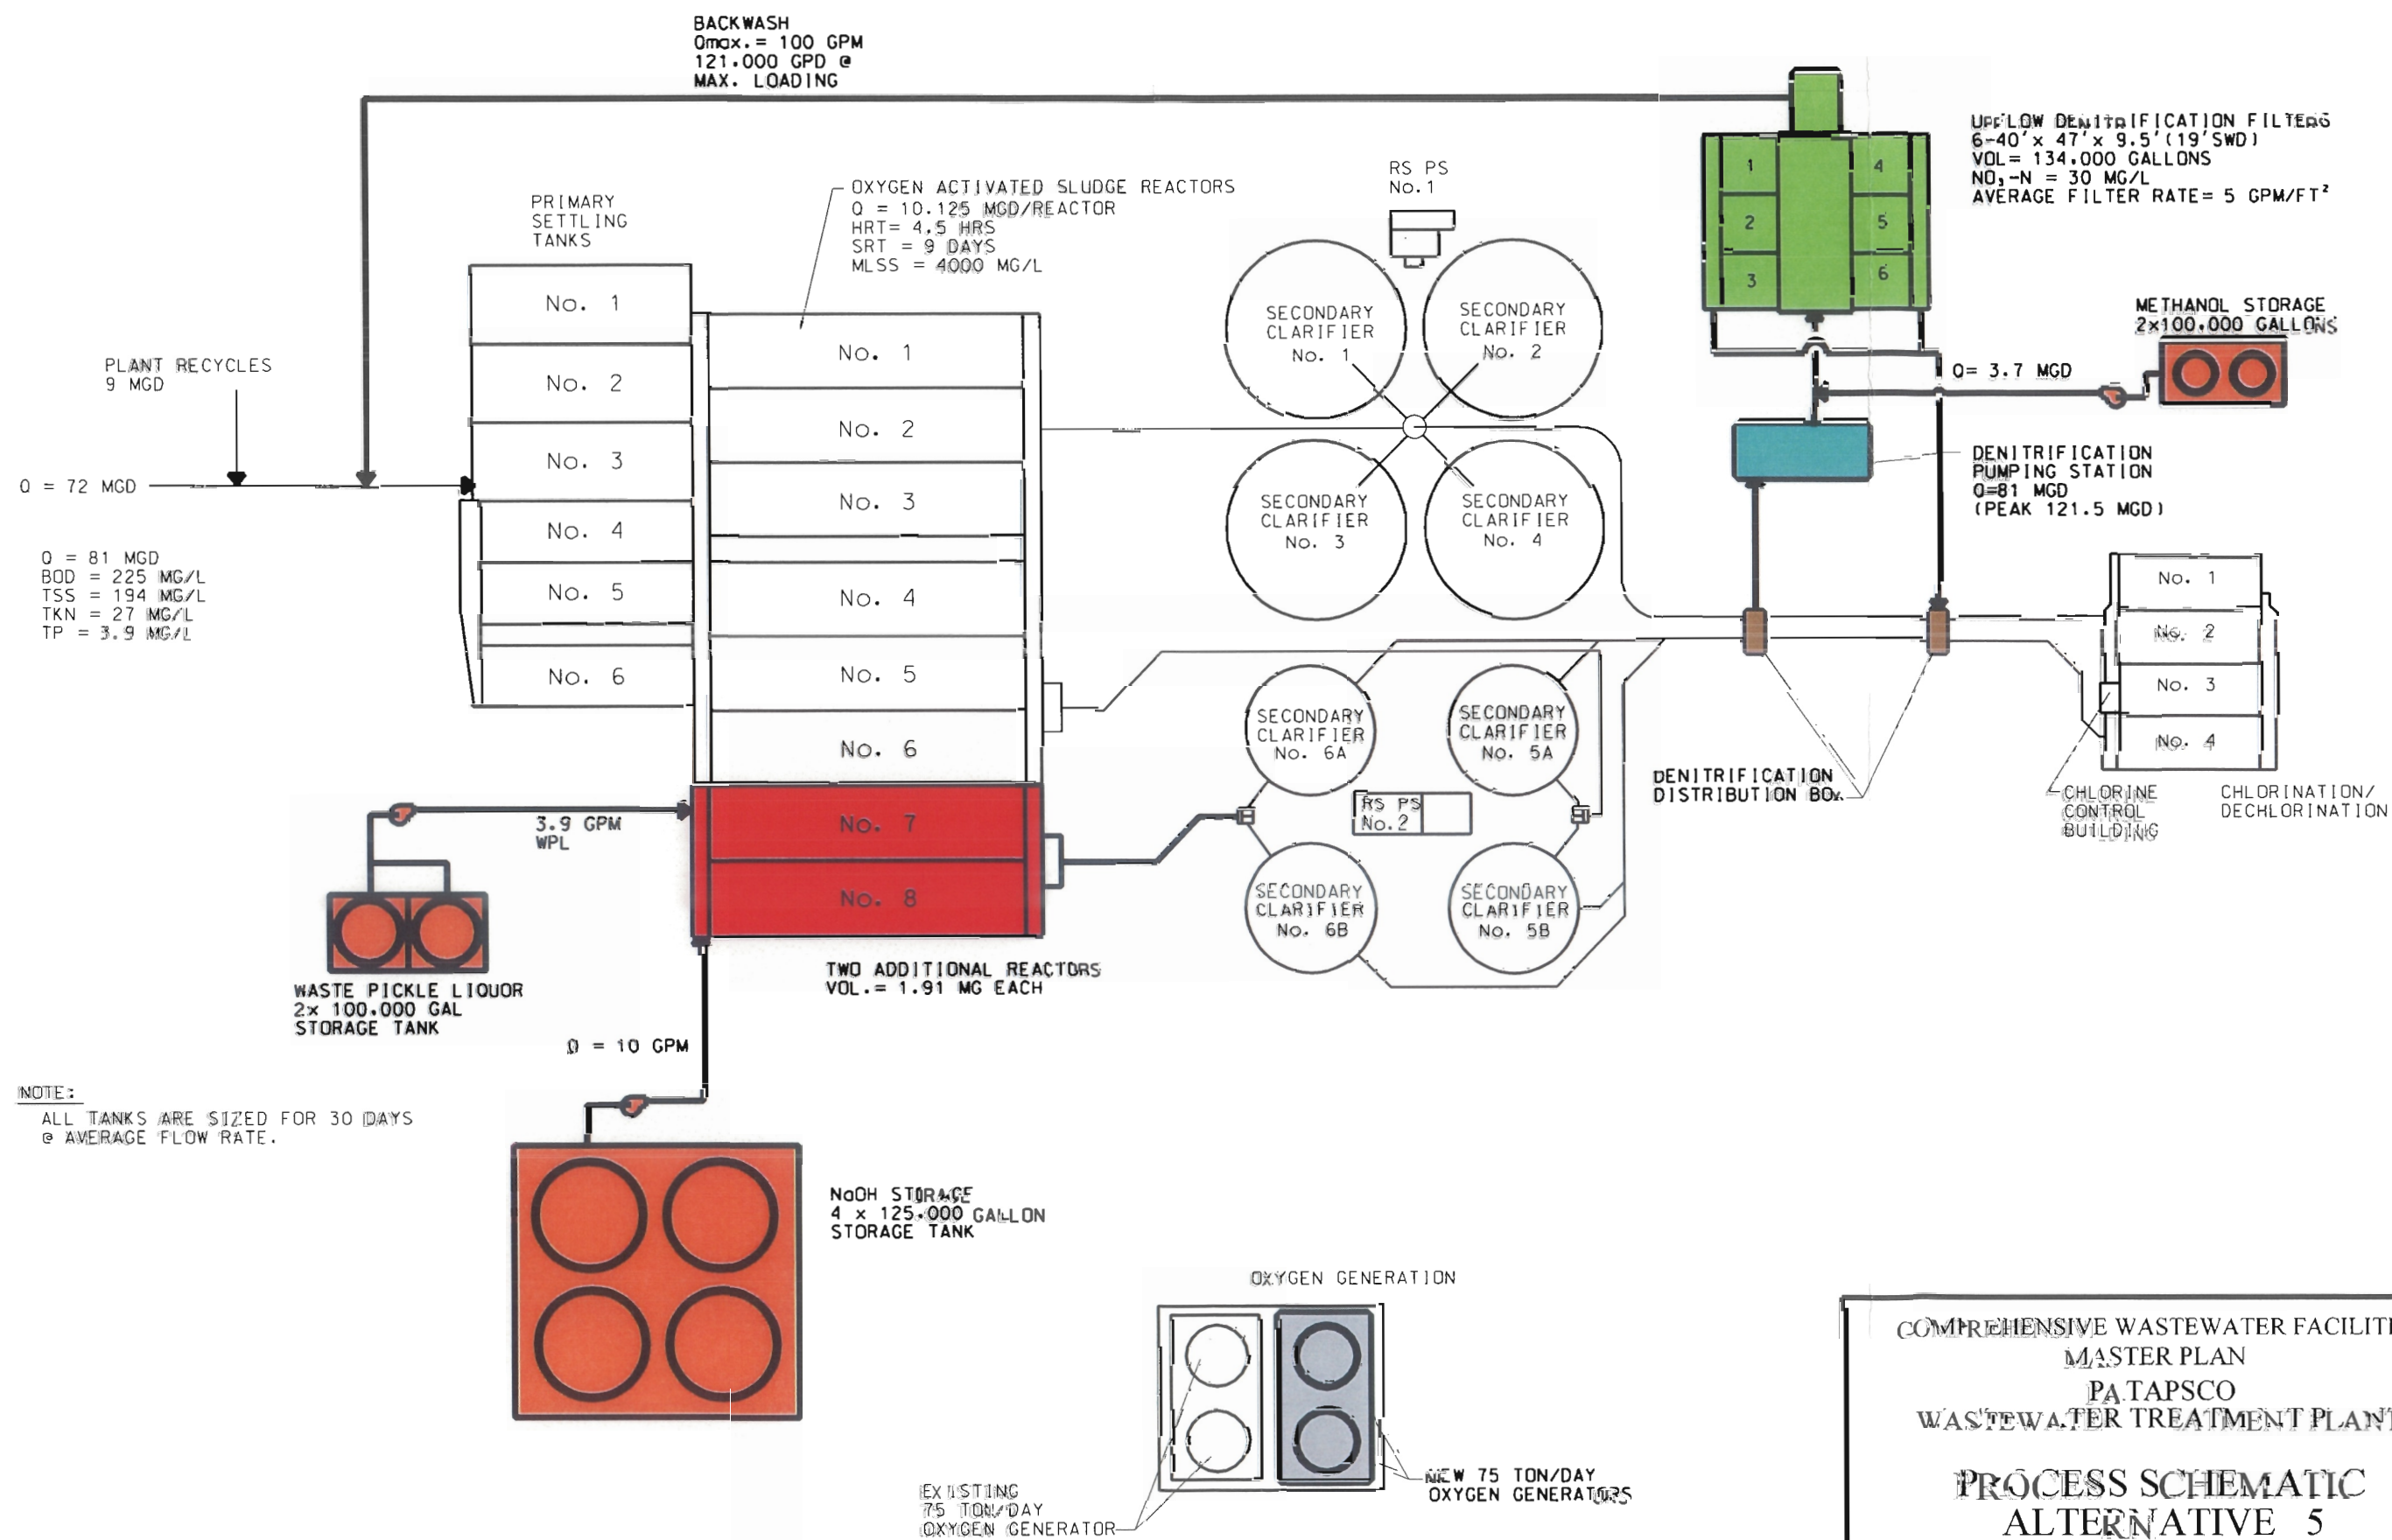 BACKWASH
Qmax.= 100 GPM
121.000 GPD @
MAX. LOADING
UPFLOW DENITRIFICATION FILTERS
6-40'x 47'x 9.5'(19'SWD)
VOL= 134.000 GALLONS
NO₃-N = 30 MG/L
AVERAGE FILTER RATE= 5 GPM/FT²
1
2
3
4
5
6
RS PS
No.1
PRIMARY
SETTLING
TANKS
OXYGEN ACTIVATED SLUDGE REACTORS
Q = 10.125 MGD/REACTOR
HRT= 4.5 HRS
SRT = 9 DAYS
MLSS = 4000 MG/L
METHANOL STORAGE
2x100.000 GALLONS
Q= 3.7 MGD
PLANT RECYCLES
9 MGD
Q = 72 MGD
Q = 81 MGD
BOD = 225 MG/L
TSS = 194 MG/L
TKN = 27 MG/L
TP = 3.9 MG/L
No. 1
No. 2
No. 3
No. 4
No. 5
No. 6
No. 1
No. 2
No. 3
No. 4
No. 5
No. 6
No. 7
No. 8
SECONDARY
CLARIFIER
No. 1
SECONDARY
CLARIFIER
No. 2
SECONDARY
CLARIFIER
No. 3
SECONDARY
CLARIFIER
No. 4
DENITRIFICATION
PUMPING STATION
Q=81 MGD
(PEAK 121.5 MGD)
No. 1
No. 2
No. 3
No. 4
SECONDARY
CLARIFIER
No. 6A
SECONDARY
CLARIFIER
No. 5A
RS PS
No.2
SECONDARY
CLARIFIER
No. 6B
SECONDARY
CLARIFIER
No. 5B
DENITRIFICATION
DISTRIBUTION BOX
CHLORINE
CONTROL
BUILDING
CHLORINATION/
DECHLORINATION
3.9 GPM
WPL
WASTE PICKLE LIQUOR
2x 100.000 GAL
STORAGE TANK
TWO ADDITIONAL REACTORS
VOL.= 1.91 MG EACH
Q = 10 GPM
NOTE:
ALL TANKS ARE SIZED FOR 30 DAYS
@ AVERAGE FLOW RATE.
NaOH STORAGE
4 x 125.000 GALLON
STORAGE TANK
OXYGEN GENERATION
EXISTING
75 TON/DAY
OXYGEN GENERATOR
NEW 75 TON/DAY
OXYGEN GENERATORS
COMPREHENSIVE WASTEWATER FACILITI
MASTER PLAN
PATAPSCO
WASTEWATER TREATMENT PLANT
PROCESS SCHEMATIC
ALTERNATIVE 5